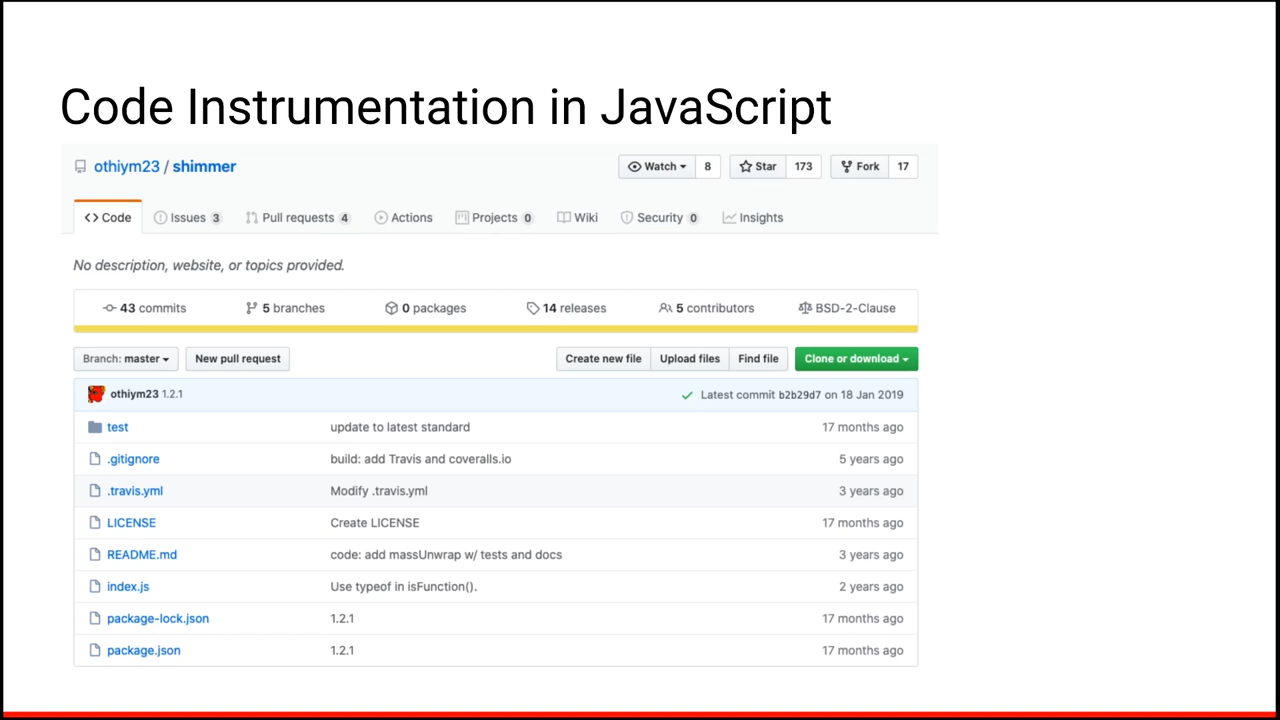 Code Instrumentation in JavaScript
othiym23 / shimmer
Watch 8 Star 173 Fork 17
Code Issues 3 Pull requests 4 Actions Projects 0 Wiki Security 0 Insights
No description, website, or topics provided.
43 commits 5 branches 0 packages 14 releases 5 contributors BSD-2-Clause
Branch: master New pull request Create new file Upload files Find file Clone or download
othiym23 1.2.1 Latest commit b2b29d7 on 18 Jan 2019
test update to latest standard 17 months ago
.gitignore build: add Travis and coveralls.io 5 years ago
.travis.yml Modify .travis.yml 3 years ago
LICENSE Create LICENSE 17 months ago
README.md code: add massUnwrap w/ tests and docs 3 years ago
index.js Use typeof in isFunction(). 2 years ago
package-lock.json 1.2.1 17 months ago
package.json 1.2.1 17 months ago